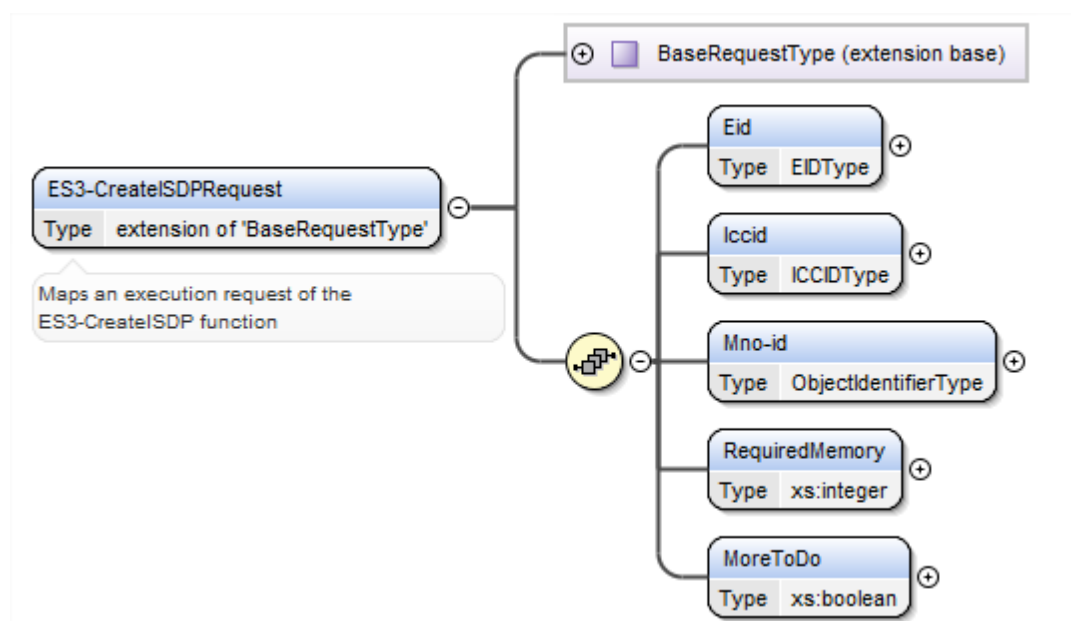 BaseRequestType (extension base)
ES3-CreateISDPRequest
Type extension of 'BaseRequestType'
Maps an execution request of the
ES3-CreateISDP function
Eid
Type EIDType
Iccid
Type ICCIDType
Mno-id
Type ObjectIdentifierType
RequiredMemory
Type xs:integer
MoreToDo
Type xs:boolean